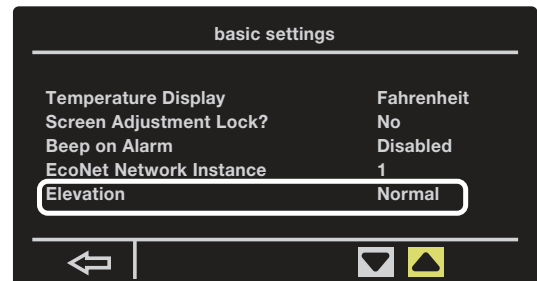 basic settings
Temperature Display Fahrenheit
Screen Adjustment Lock? No
Beep on Alarm Disabled
EcoNet Network Instance 1
Elevation Normal